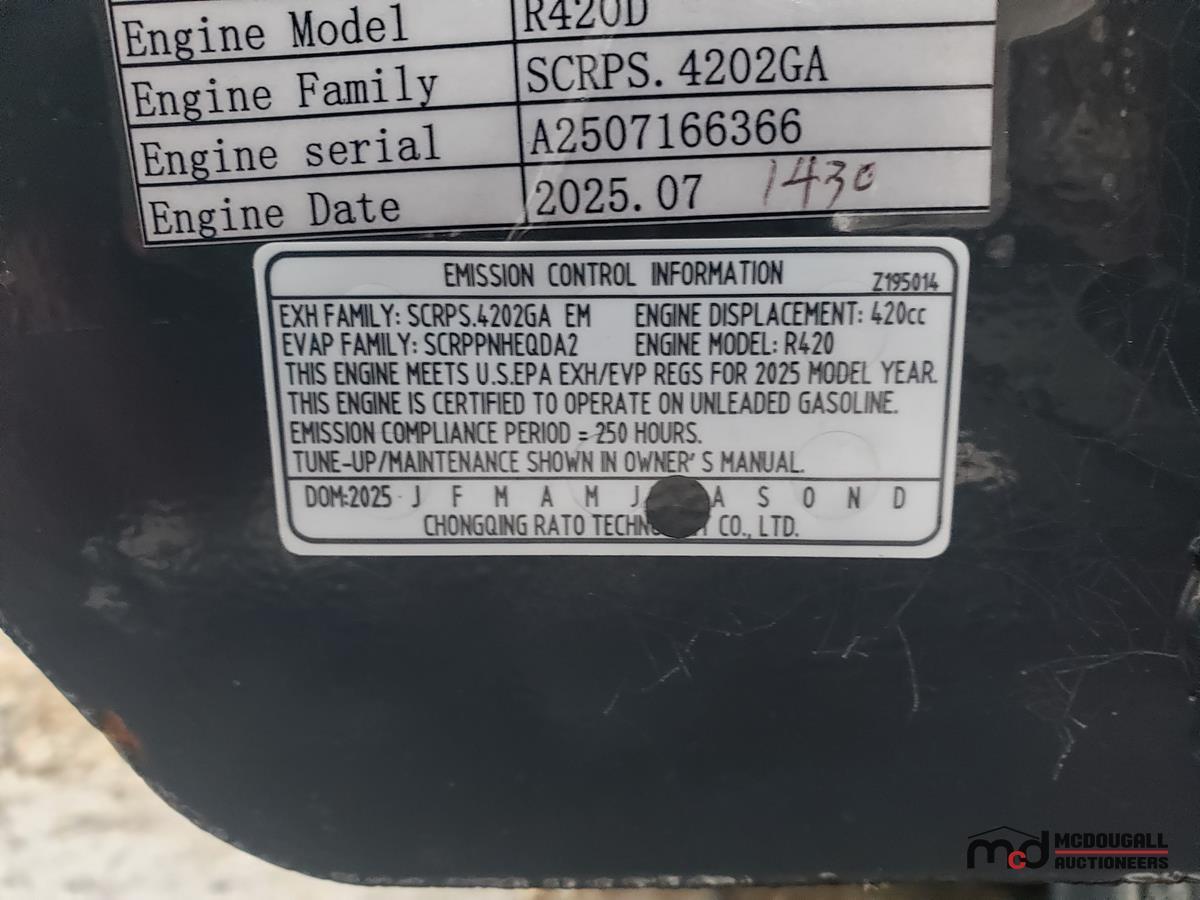 Engine Model R420D
Engine Family SCRPS. 4202GA
Engine serial A2507166366
Engine Date 2025. 07 1430
EMISSION CONTROL INFORMATION Z195014
EXH FAMILY: SCRPS.4202GA EM ENGINE DISPLACEMENT: 420cc
EVAP FAMILY: SCRPPNHEQDA2 ENGINE MODEL: R420
THIS ENGINE MEETS U.S.EPA EXH/EVP REGS FOR 2025 MODEL YEAR.
THIS ENGINE IS CERTIFIED TO OPERATE ON UNLEADED GASOLINE.
EMISSION COMPLIANCE PERIOD = 250 HOURS.
TUNE-UP/MAINTENANCE SHOWN IN OWNER' S MANUAL.
DOM:2025 J F M A M J A S O N D
CHONGQING RATO CO., LTD.
mcd MCDOUGALL
AUCTIONEERS